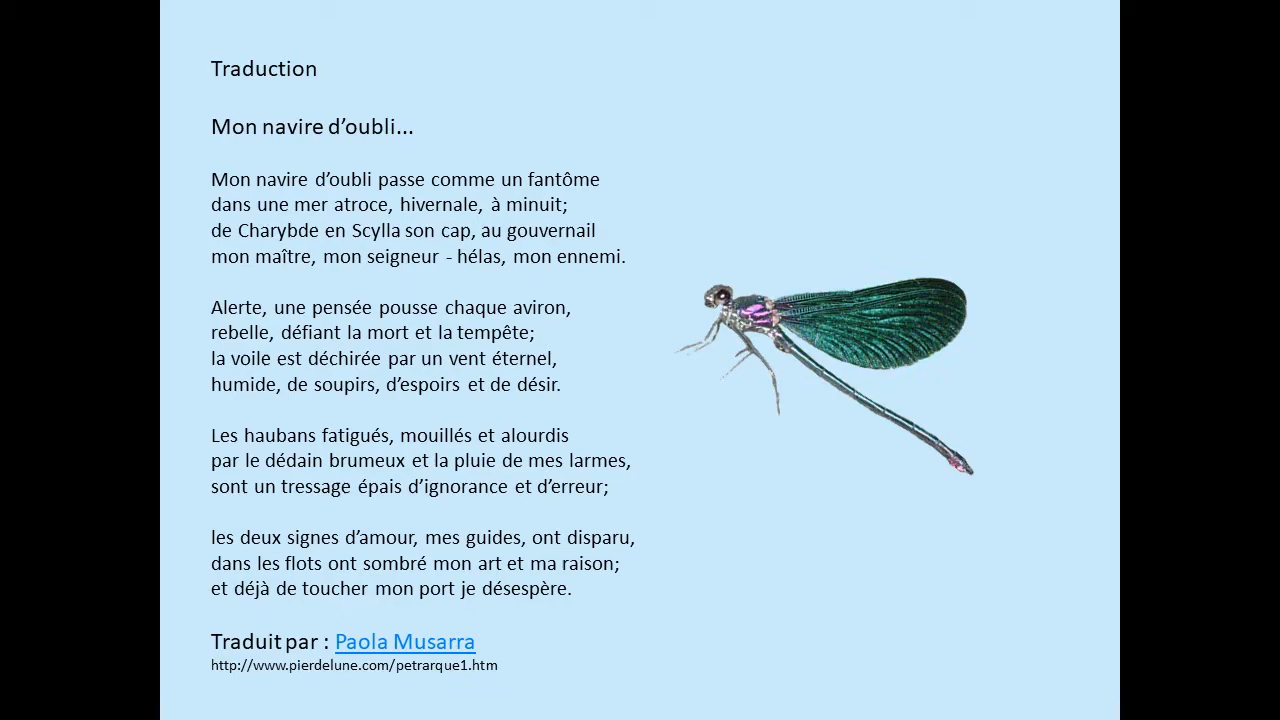 Traduction
Mon navire d’oubli...
Mon navire d’oubli passe comme un fantôme
dans une mer atroce, hivernale, à minuit;
de Charybde en Scylla son cap, au gouvernail
mon maître, mon seigneur - hélas, mon ennemi.
Alerte, une pensée pousse chaque aviron,
rebelle, défiant la mort et la tempête;
la voile est déchirée par un vent éternel,
humide, de soupirs, d’espoirs et de désir.
Les haubans fatigués, mouillés et alourdis
par le dédain brumeux et la pluie de mes larmes,
sont un tressage épais d’ignorance et d’erreur;
les deux signes d’amour, mes guides, ont disparu,
dans les flots ont sombré mon art et ma raison;
et déjà de toucher mon port je désespère.
Traduit par : Paola Musarra
http://www.pierdelune.com/petrarque1.htm